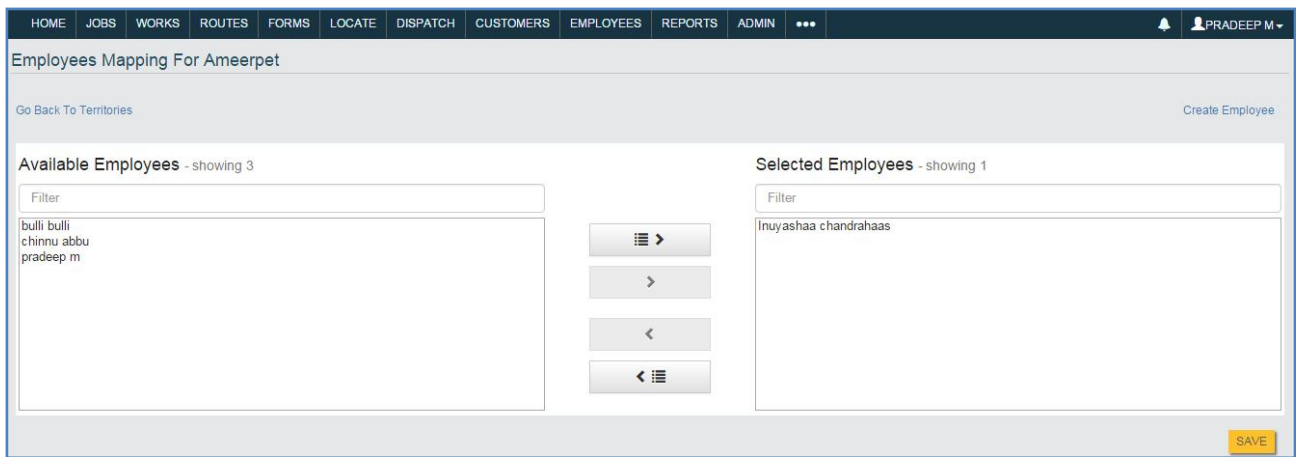 HOME JOBS WORKS ROUTES FORMS LOCATE DISPATCH CUSTOMERS EMPLOYEES REPORTS ADMIN ••• PRADEEP M
Employees Mapping For Ameerpet
Go Back To Territories Create Employee
Available Employees - showing 3
Filter
bulli bulli
chinnu abbu
pradeep m
Selected Employees - showing 1
Filter
Inuyashaa chandrahaas
SAVE